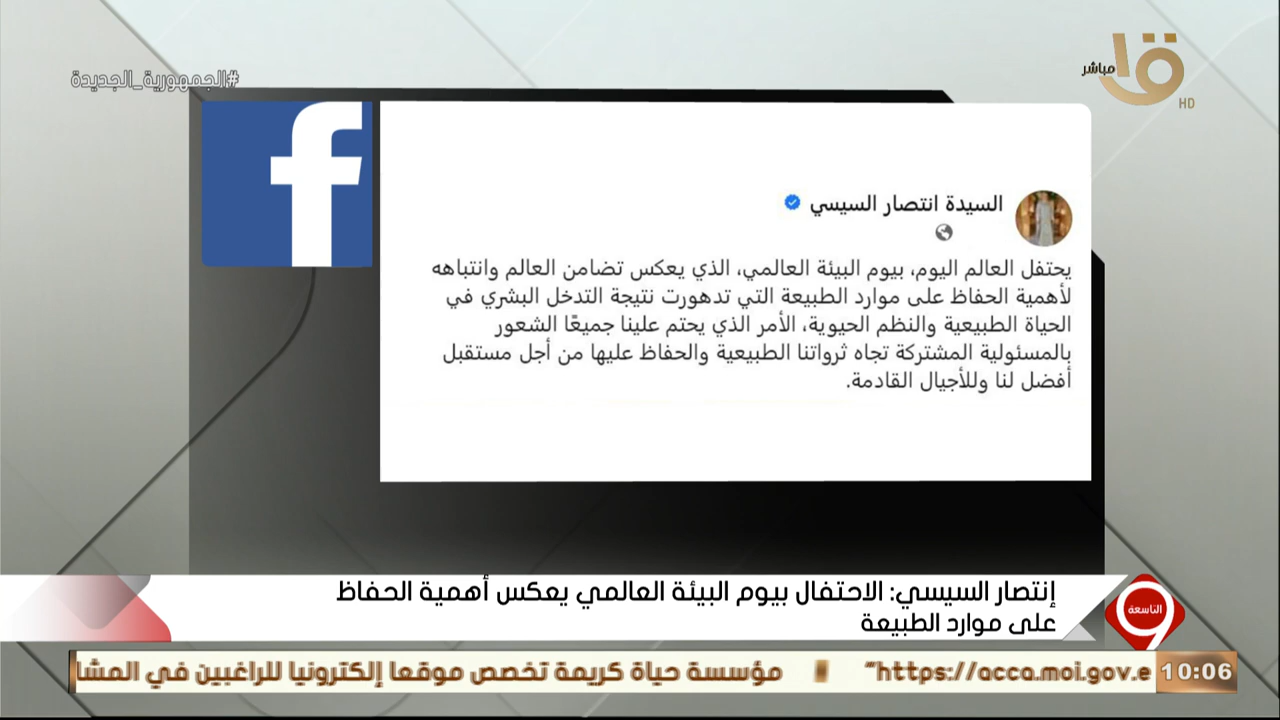 #الجمهورية_الجديدة
مباشر
HD
السيدة انتصار السيسي
يحتفل العالم اليوم، بيوم البيئة العالمي، الذي يعكس تضامن العالم وانتباهه
لأهمية الحفاظ على موارد الطبيعة التي تدهورت نتيجة التدخل البشري في
الحياة الطبيعية والنظم الحيوية، الأمر الذي يحتم علينا جميعًا الشعور
بالمسئولية المشتركة تجاه ثرواتنا الطبيعية والحفاظ عليها من أجل مستقبل
أفضل لنا وللأجيال القادمة.
إنتصار السيسي: الاحتفال بيوم البيئة العالمي يعكس أهمية الحفاظ
على موارد الطبيعة
التاسعة
9
10:06
https://acca.moi.gov.e"
مؤسسة حياة كريمة تخصص موقعا إلكترونيا للراغبين في المشا